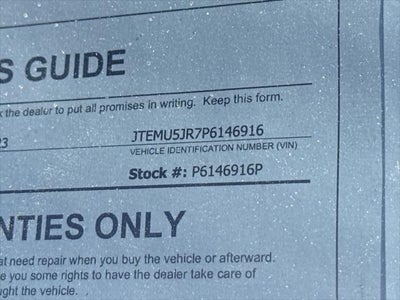 S GUIDE
k the dealer to put all promises in writing. Keep this form.
23 JTEMU5JR7P6146916
VEHICLE IDENTIFICATION NUMBER (VIN)
Stock #: P6146916P
NTIES ONLY
at need repair when you buy the vehicle or afterward.
e you some rights to have the dealer take care of
ught the vehicle.